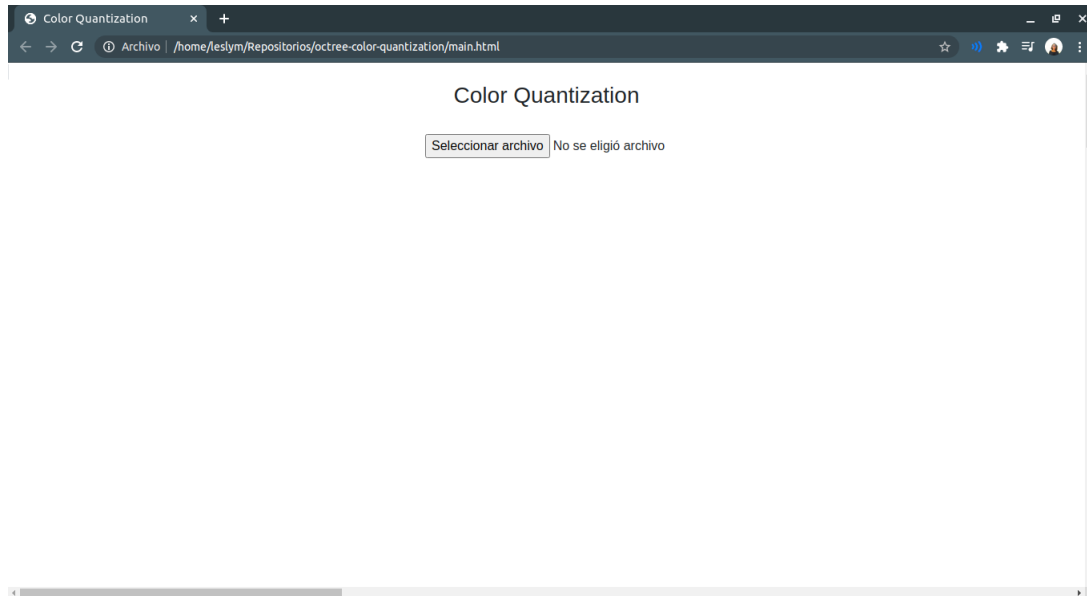 Color Quantization
Archivo | /home/leslym/Repositorios/octree-color-quantization/main.html
Color Quantization
Seleccionar archivo No se eligió archivo